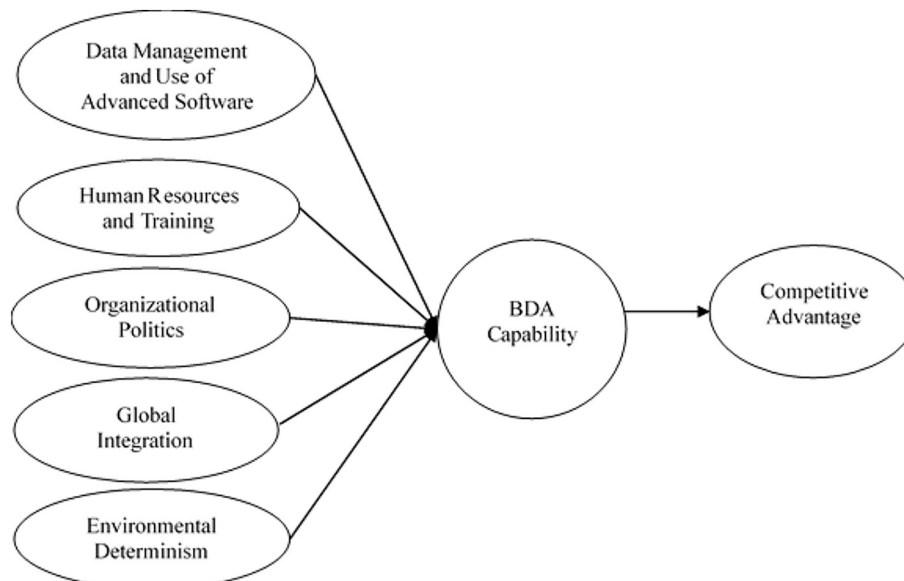 Data Management
and Use of
Advanced Software
Human Resources
and Training
Organizational
Politics
Global
Integration
Environmental
Determinism
BDA
Capability
Competitive
Advantage